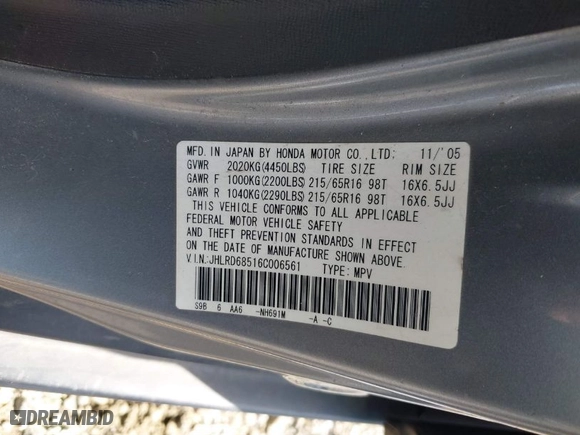 MFD. IN JAPAN BY HONDA MOTOR CO.,LTD: 11/'05
GVWR 2020KG(4450LBS) TIRE SIZE RIM SIZE
GAWR F 1000KG(2200LBS) 215/65R16 98T 16X6.5JJ
GAWR R 1040KG(2290LBS) 215/65R16 98T 16X6.5JJ
THIS VEHICLE CONFORMS TO ALL APPLICABLE
FEDERAL MOTOR VEHICLE SAFETY
AND THEFT PREVENTION STANDARDS IN EFFECT
ON THE DATE OF MANUFACTURE SHOWN ABOVE.
V.I.N.:JHLRD68516C006561 TYPE: MPV
S9B 6 AA6 -NH691M -A -C
DREAMBID